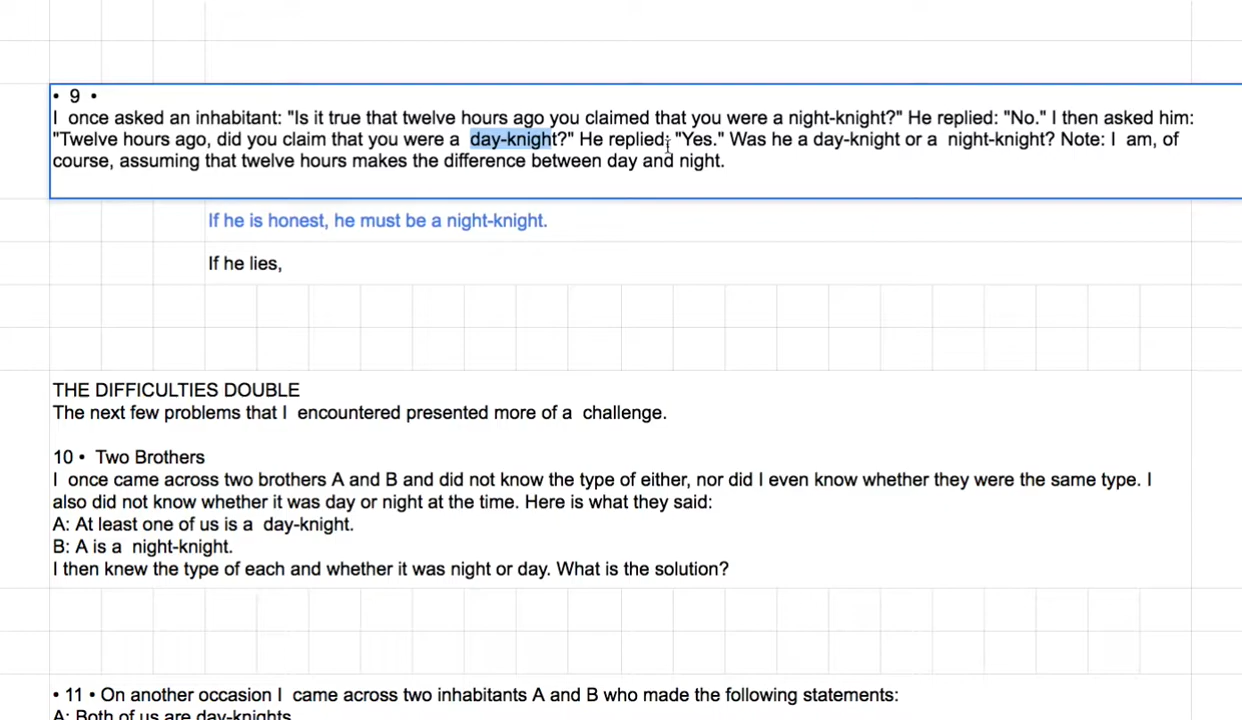 • 9 •
I once asked an inhabitant: "Is it true that twelve hours ago you claimed that you were a night-knight?" He replied: "No." I then asked him:
"Twelve hours ago, did you claim that you were a day-knight?" He replied: "Yes." Was he a day-knight or a night-knight? Note: I am, of
course, assuming that twelve hours makes the difference between day and night.
If he is honest, he must be a night-knight.
If he lies,
THE DIFFICULTIES DOUBLE
The next few problems that I encountered presented more of a challenge.
10 • Two Brothers
I once came across two brothers A and B and did not know the type of either, nor did I even know whether they were the same type. I
also did not know whether it was day or night at the time. Here is what they said:
A: At least one of us is a day-knight.
B: A is a night-knight.
I then knew the type of each and whether it was night or day. What is the solution?
• 11 • On another occasion I came across two inhabitants A and B who made the following statements:
A: Both of us are day-knights